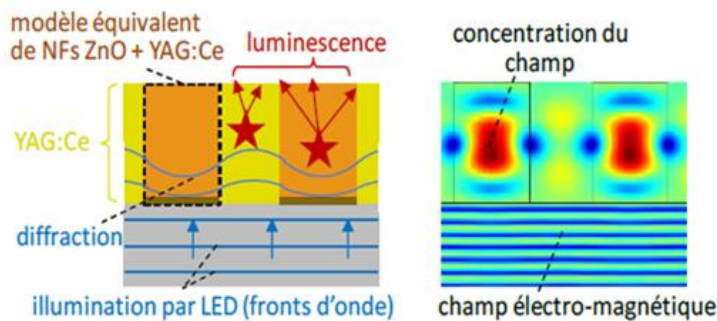 modèle équivalent
de NFs ZnO + YAG:Ce
luminescence
YAG:Ce
diffraction
illumination par LED (fronts d'onde)
concentration du
champ
champ électro-magnétique